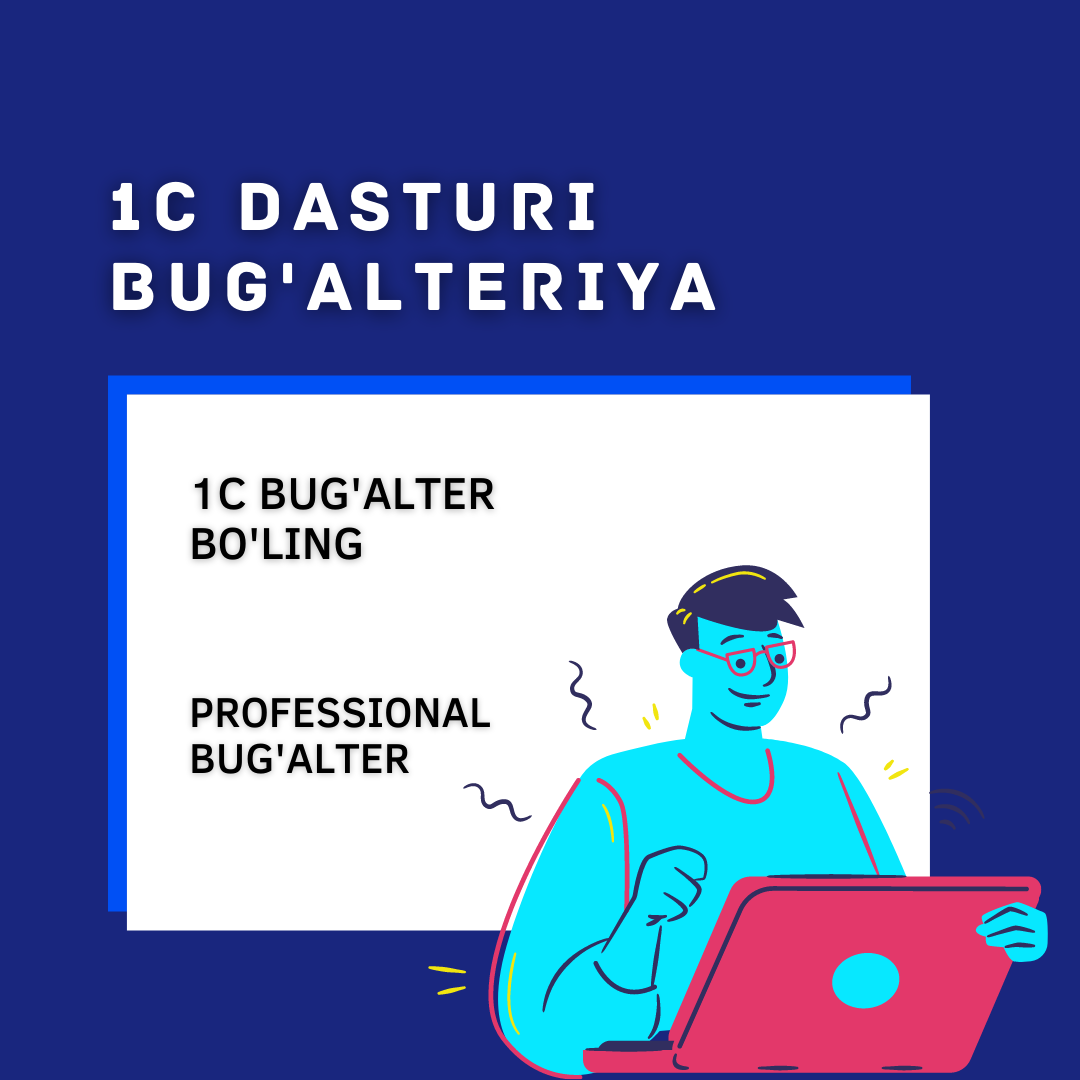 1C DASTURI
BUG'ALTERIYA
1C BUG'ALTER
BO'LING
PROFESSIONAL
BUG'ALTER